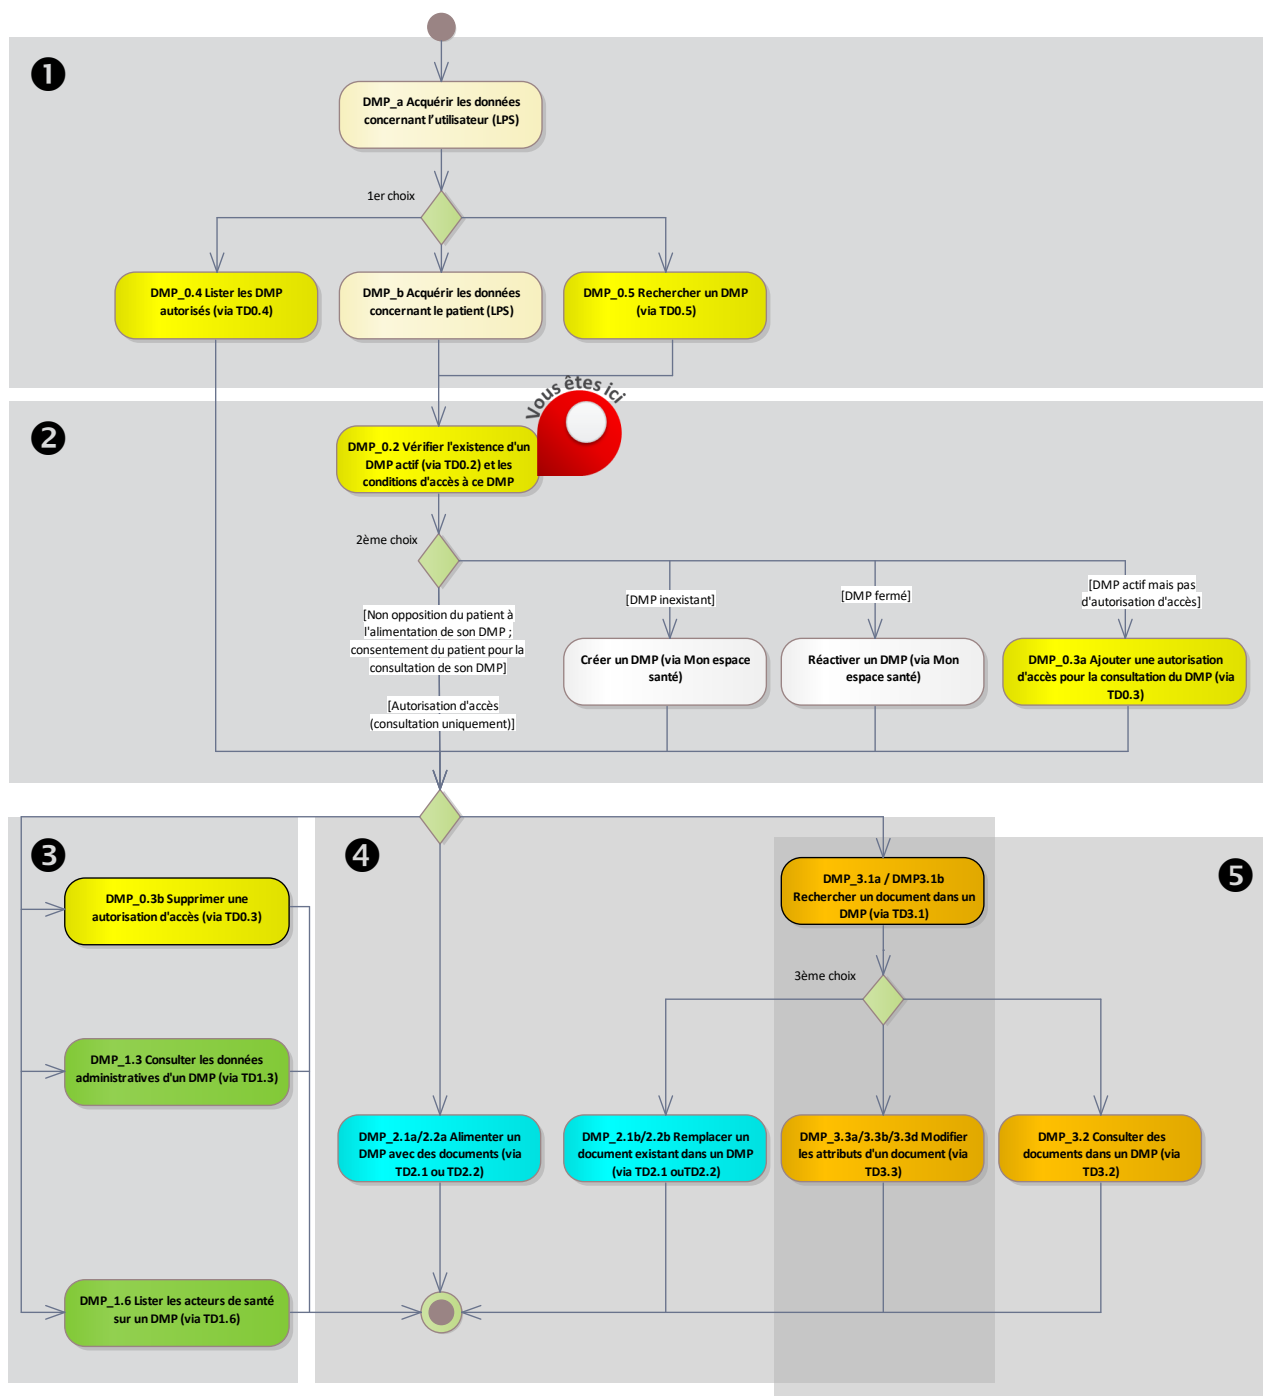 ❶
DMP_a Acquérir les données
concernant l'utilisateur (LPS)
1er choix
DMP_0.4 Lister les DMP
autorisés (via TD0.4)
DMP_b Acquérir les données
concernant le patient (LPS)
DMP_0.5 Rechercher un DMP
(via TD0.5)
Vous êtes ici
❷
DMP_0.2 Vérifier l'existence d'un
DMP actif (via TD0.2) et les
conditions d'accès à ce DMP
2ème choix
[Non opposition du patient à
l'alimentation de son DMP ;
consentement du patient pour la
consultation de son DMP]
[Autorisation d'accès
(consultation uniquement)]
[DMP inexistant]
[DMP fermé]
[DMP actif mais pas
d'autorisation d'accès]
Créer un DMP (via Mon espace
santé)
Réactiver un DMP (via Mon
espace santé)
DMP_0.3a Ajouter une autorisation
d'accès pour la consultation du DMP (via
TD0.3)
❸
❹
❺
DMP_0.3b Supprimer une
autorisation d'accès (via TD0.3)
DMP_3.1a / DMP3.1b
Rechercher un document dans un
DMP (via TD3.1)
3ème choix
DMP_1.3 Consulter les données
administratives d'un DMP (via TD1.3)
DMP_2.1a/2.2a Alimenter un
DMP avec des documents (via
TD2.1 ou TD2.2)
DMP_2.1b/2.2b Remplacer un
document existant dans un DMP
(via TD2.1 ouTD2.2)
DMP_3.3a/3.3b/3.3d Modifier
les attributs d'un document (via
TD3.3)
DMP_3.2 Consulter des
documents dans un DMP (via
TD3.2)
DMP_1.6 Lister les acteurs de santé
sur un DMP (via TD1.6)